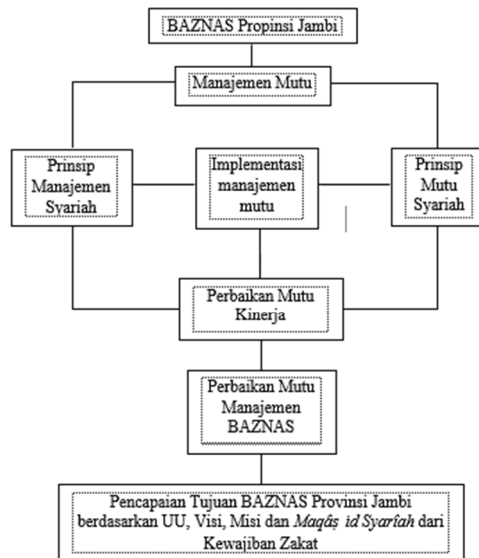 BAZNAS Propinsi Jambi
Manajemen Mutu
Prinsip
Manajemen
Syariah
Implementasi
manajemen
mutu
Prinsip
Mutu
Syariah
Perbaikan Mutu
Kinerja
Perbaikan Mutu
Manajemen
BAZNAS
Pencapaian Tujuan BAZNAS Provinsi Jambi
berdasarkan UU, Visi, Misi dan Maqâṣ id Syarîah dari
Kewajiban Zakat